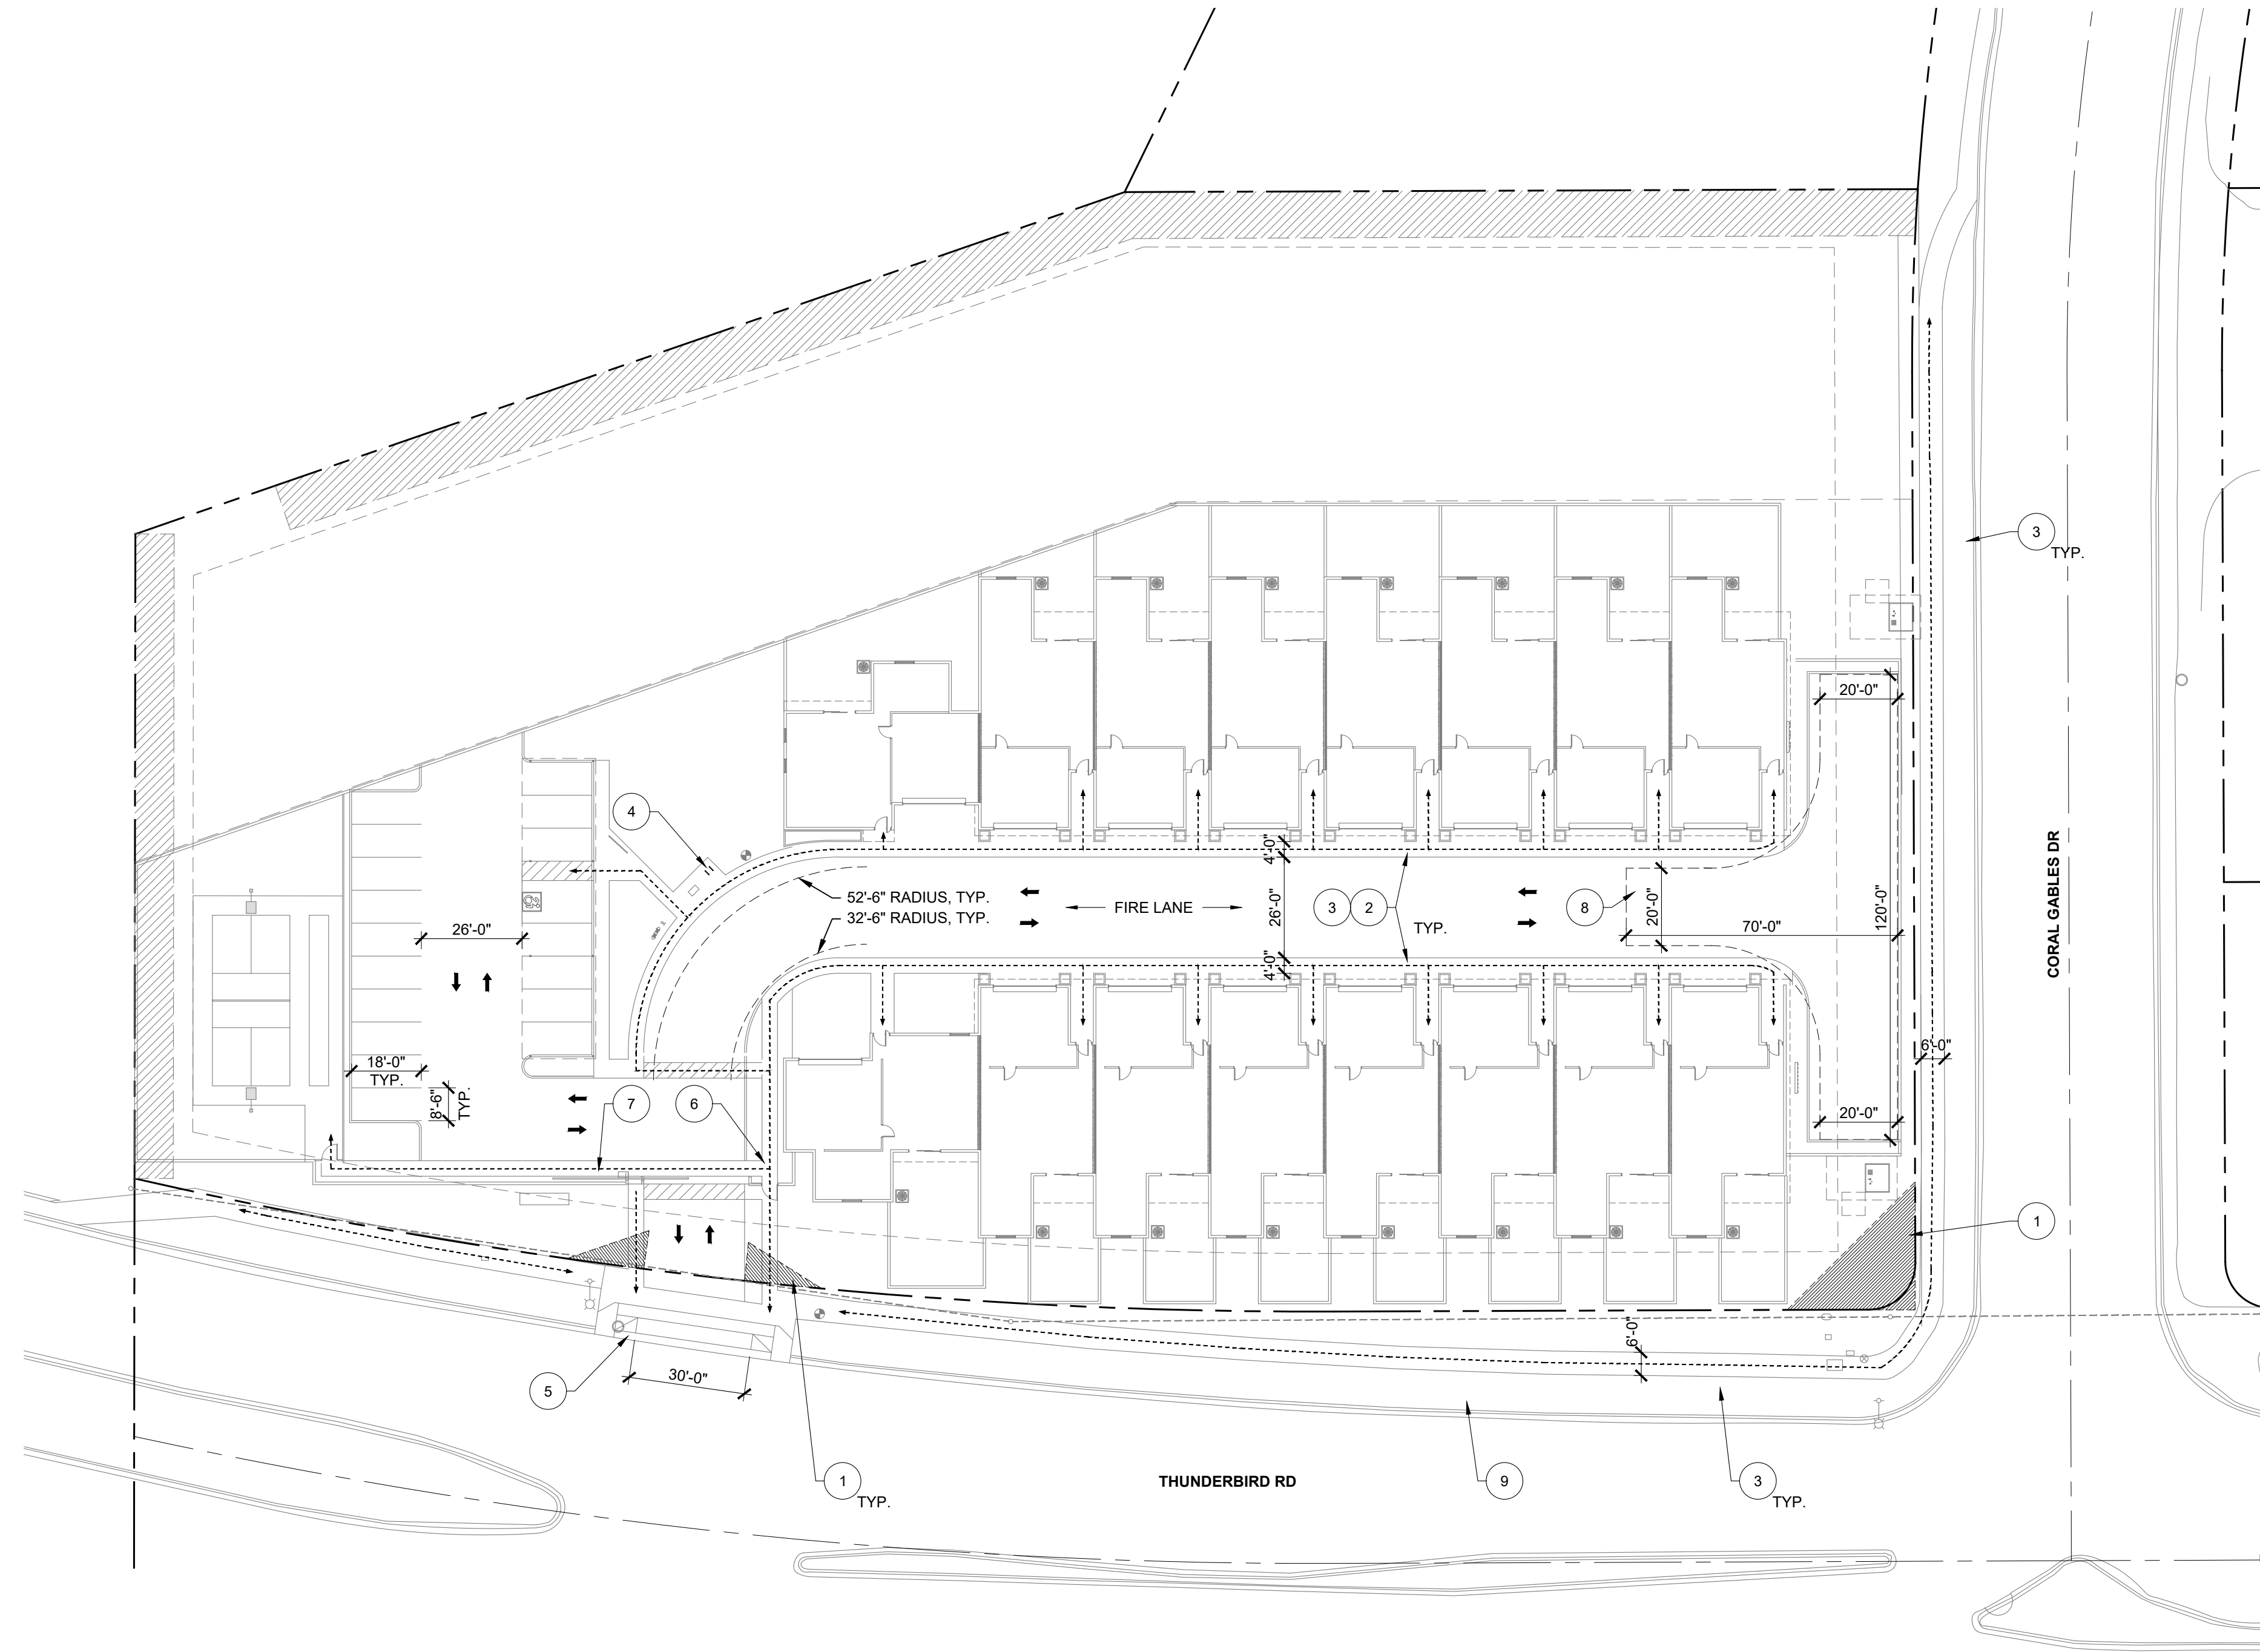 3
TYP.
20'-0"
4
4'-0"
52'-6" RADIUS, TYP.
32'-6" RADIUS, TYP.
FIRE LANE
26'-0"
3
2
TYP.
8
20'-0"
70'-0"
120'-0"
CORAL GABLES DR
26'-0"
4'-0"
18'-0"
TYP.
8'-6"
TYP.
7
6
6'-0"
20'-0"
1
5
30'-0"
6'-0"
1
TYP.
THUNDERBIRD RD
9
3
TYP.